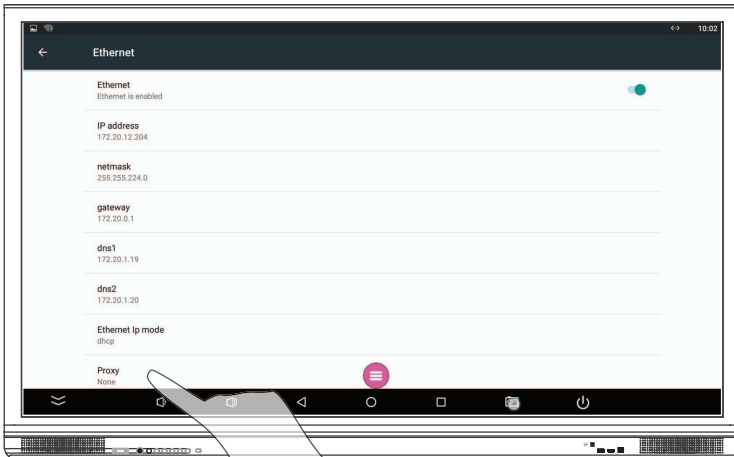 10:02
Ethernet
Ethernet
Ethernet is enabled
IP address
172.20.12.204
netmask
255.255.224.0
gateway
172.20.0.1
dns1
172.20.1.19
dns2
172.20.1.20
Ethernet Ip mode
dhcp
Proxy
None